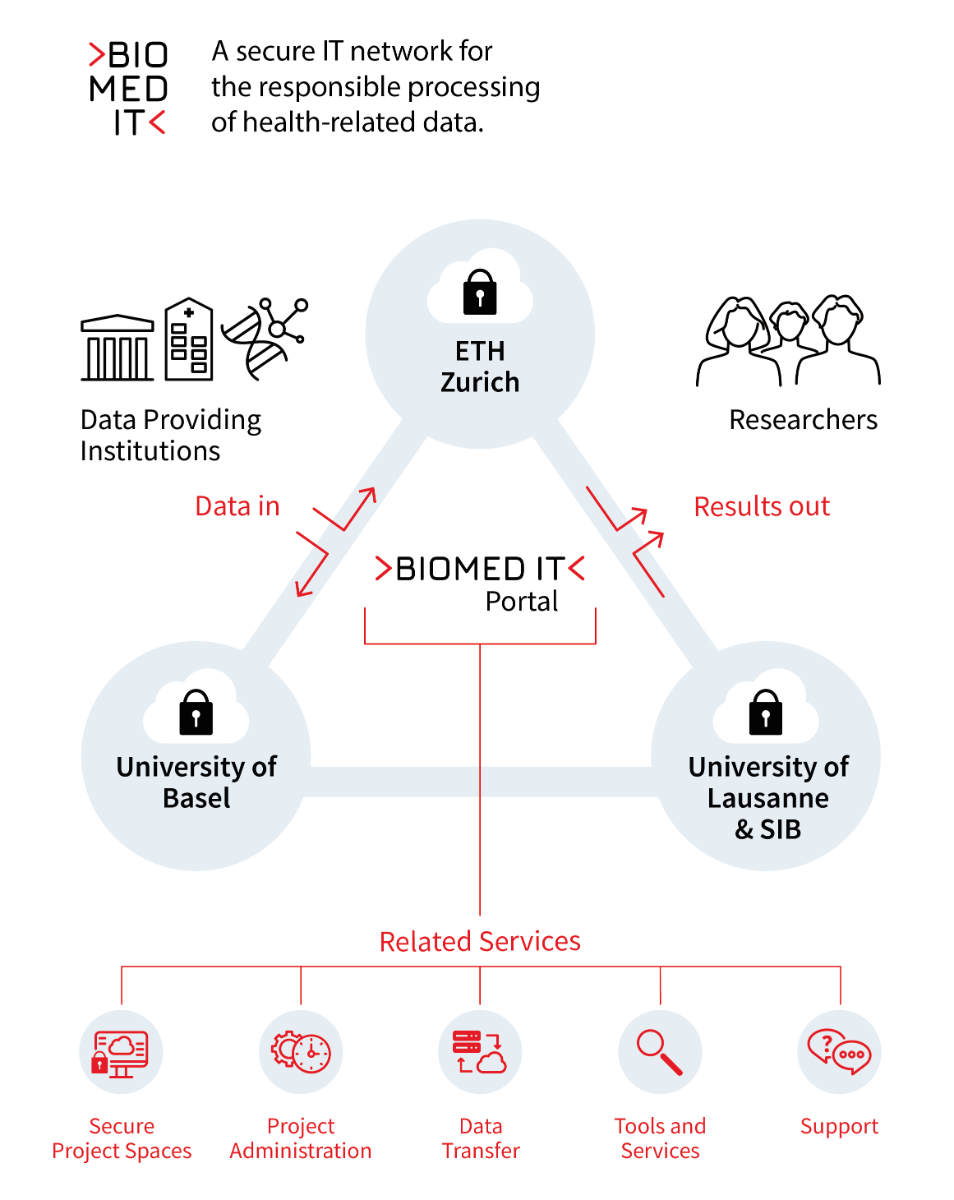 >BIO
MED
IT<
A secure IT network for
the responsible processing
of health-related data.
ETH
Zurich
Data Providing
Institutions
Researchers
Data in
Results out
>BIOMED IT<
Portal
University of
Basel
University of
Lausanne
& SIB
Related Services
Secure
Project Spaces
Project
Administration
Data
Transfer
Tools and
Services
?
Support